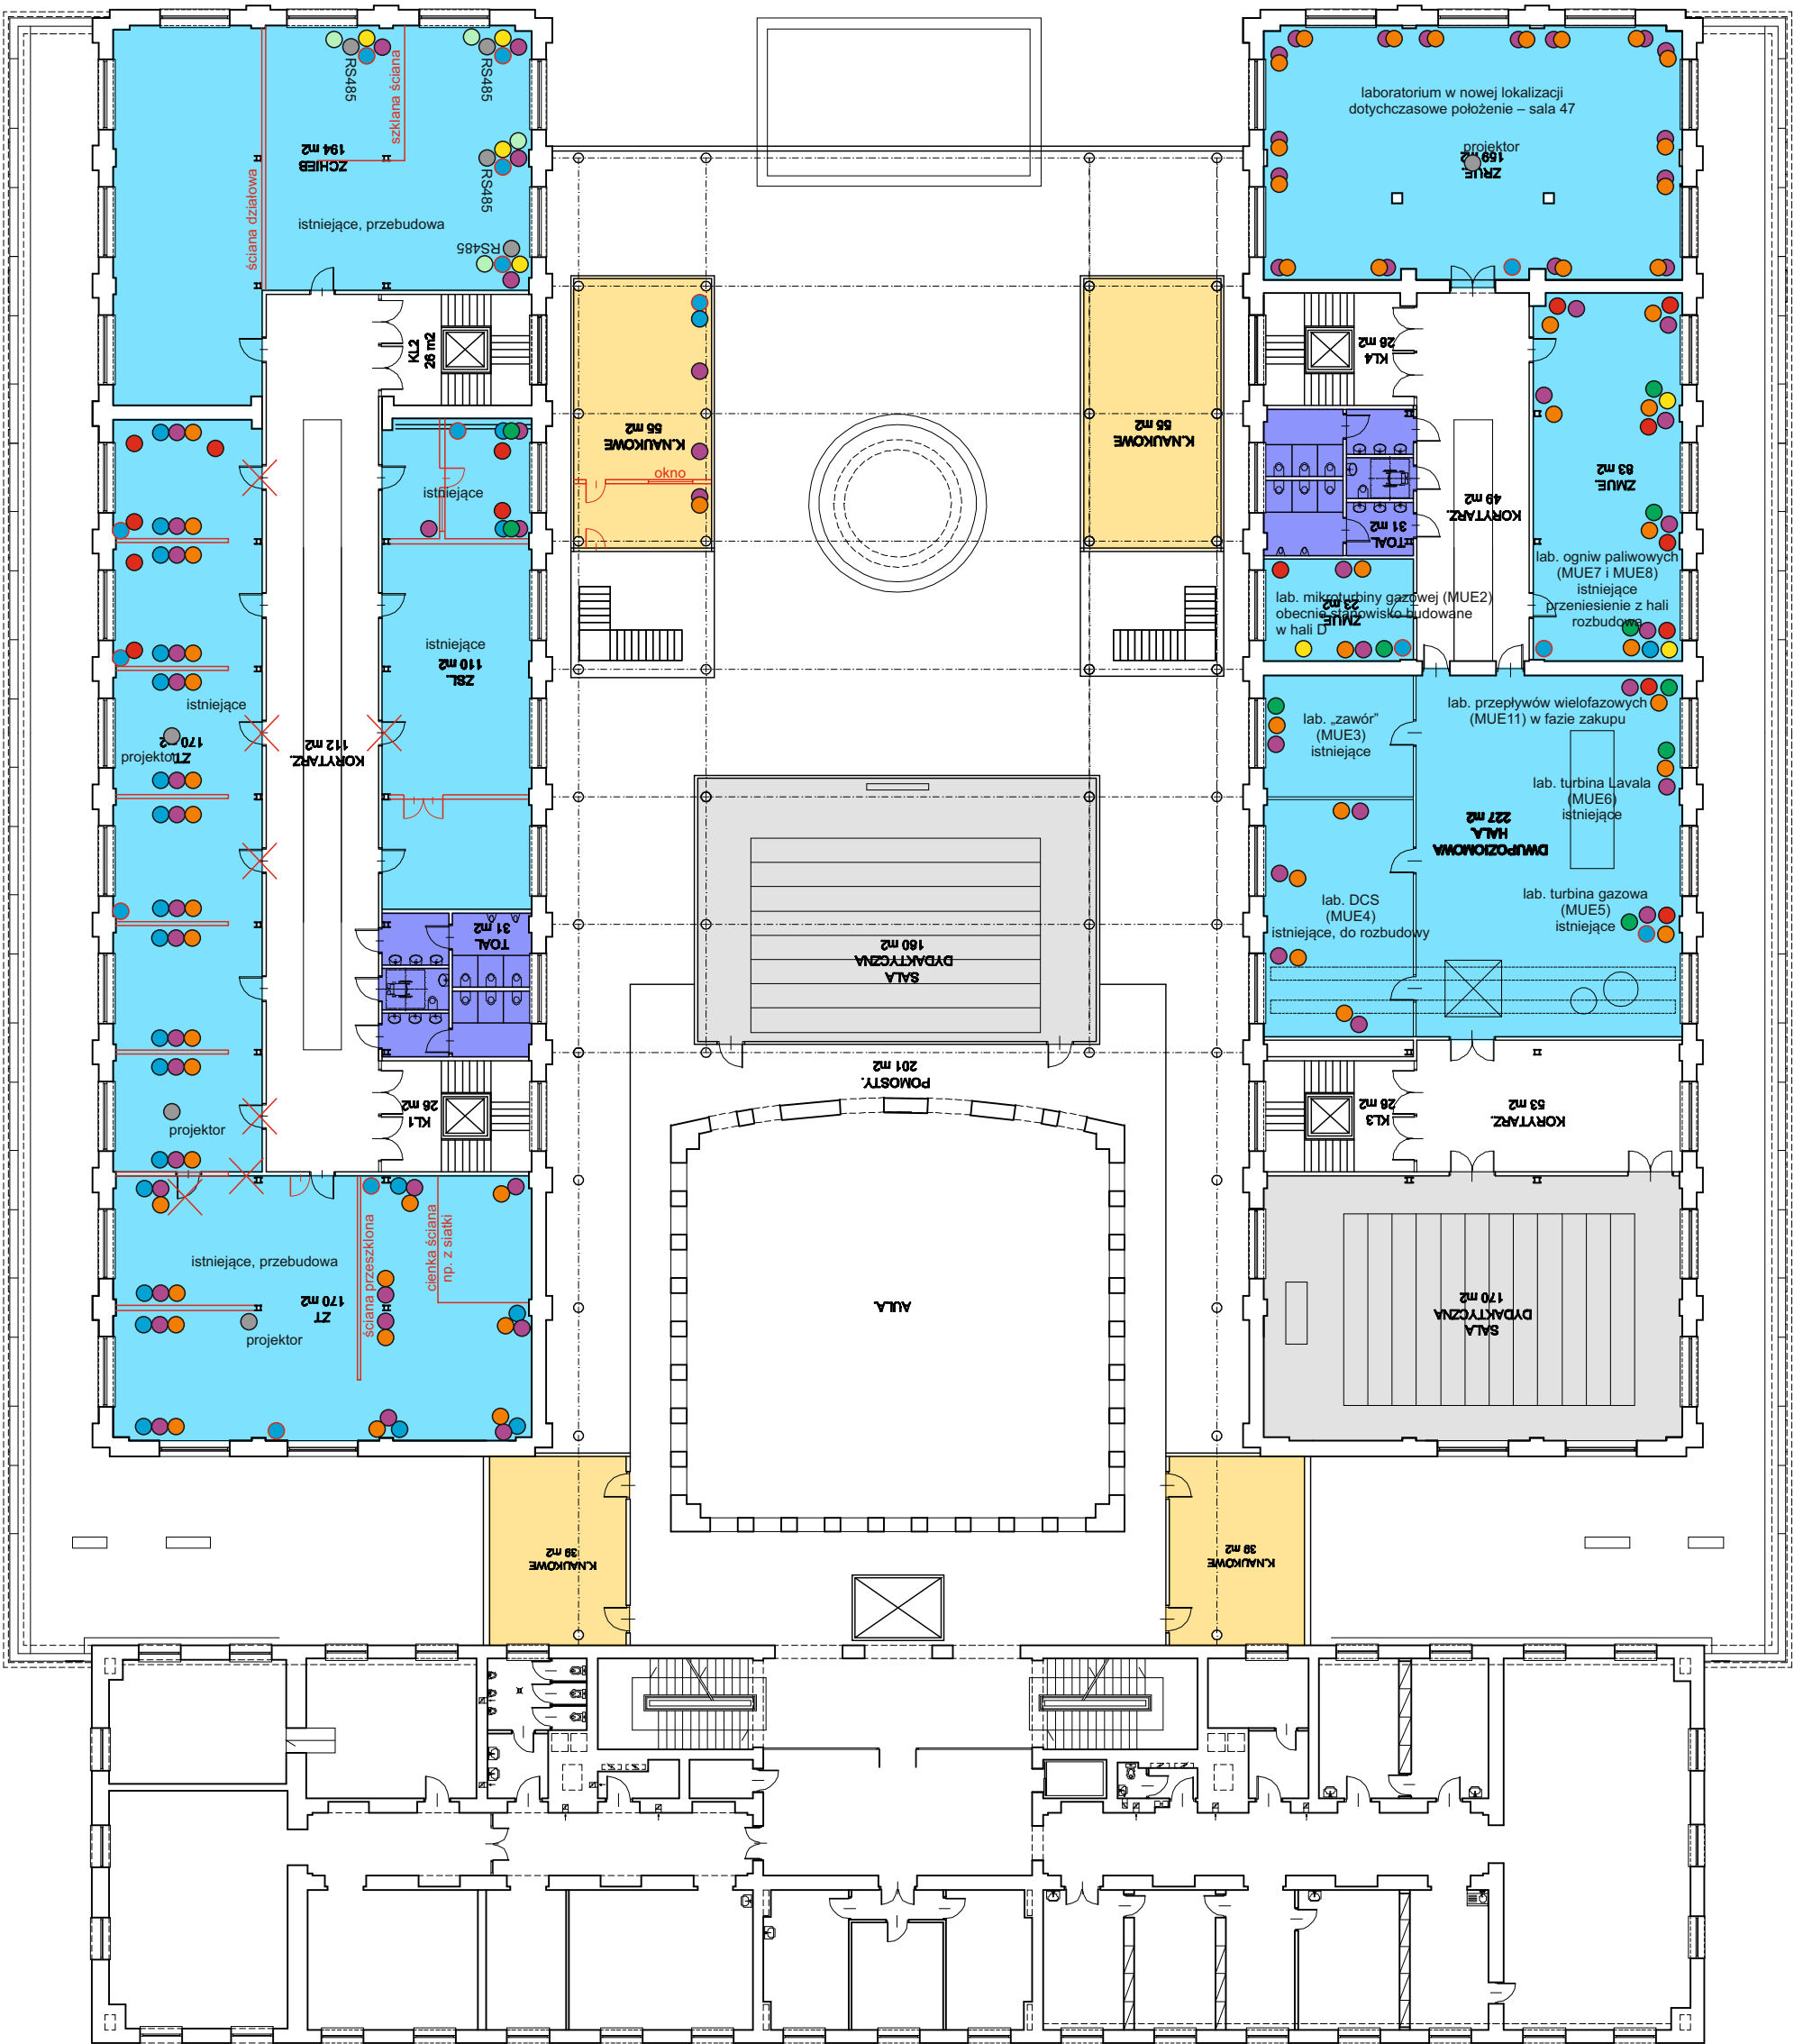 RS485
szklana ściana
RS485
ZCHIEB
194 m2
RS485
ściana działowa
istniejące, przebudowa
RS485
laboratorium w nowej lokalizacji
dotychczasowe położenie – sala 47
projektor
ZRUE.
159 m2
KL2
26 m2
K.NAUKOWE
55 m2
okno
K.NAUKOWE
55 m2
KL4
26 m2
KORYTARZ.
49 m2
TOAL.
31 m2
ZMUE.
83 m2
lab. ogniw paliwowych
(MUE7 i MUE8)
istniejące
przeniesienie z hali
rozbudowa
lab. mikroturbiny gazowej (MUE2)
obecnie stanowisko budowane
w hali D
ZMUE.
23 m2
istniejące
istniejące
ZSL.
110 m2
istniejące
ZT.
170 m2
projektor
KORYTARZ.
112 m2
lab. „zawór”
(MUE3)
istniejące
lab. przepływów wielofazowych
(MUE11) w fazie zakupu
lab. turbina Lavala
(MUE6)
istniejące
DWUPOZIOMOWA
HALA.
227 m2
lab. DCS
(MUE4)
istniejące, do rozbudowy
lab. turbina gazowa
(MUE5)
istniejące
TOAL.
31 m2
SALA
DYDAKTYCZNA
160 m2
POMOSTY.
201 m2
KL1
26 m2
projektor
KL3
26 m2
KORYTARZ.
53 m2
istniejące, przebudowa
ZT
170 m2
projektor
ściana przeszklona
cienka ściana
np. z siatki
AULA.
SALA
DYDAKTYCZNA
170 m2
K.NAUKOWE
39 m2
K.NAUKOWE
39 m2